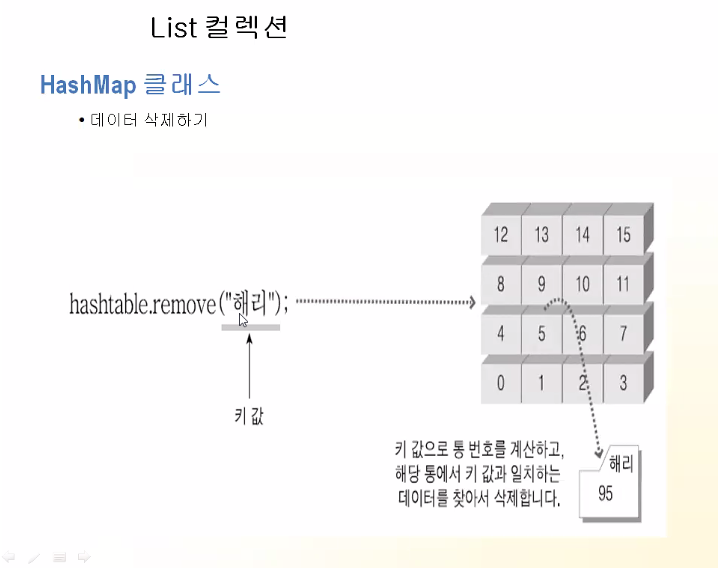 List 컬렉션
HashMap 클래스
• 데이터 삭제하기
12 13 14 15
8 9 10 11
hashtable.remove("해리");
4 5 6 7
0 1 2 3
키 값
키 값으로 통 번호를 계산하고,
해당 통에서 키 값과 일치하는
데이터를 찾아서 삭제합니다.
해리
95